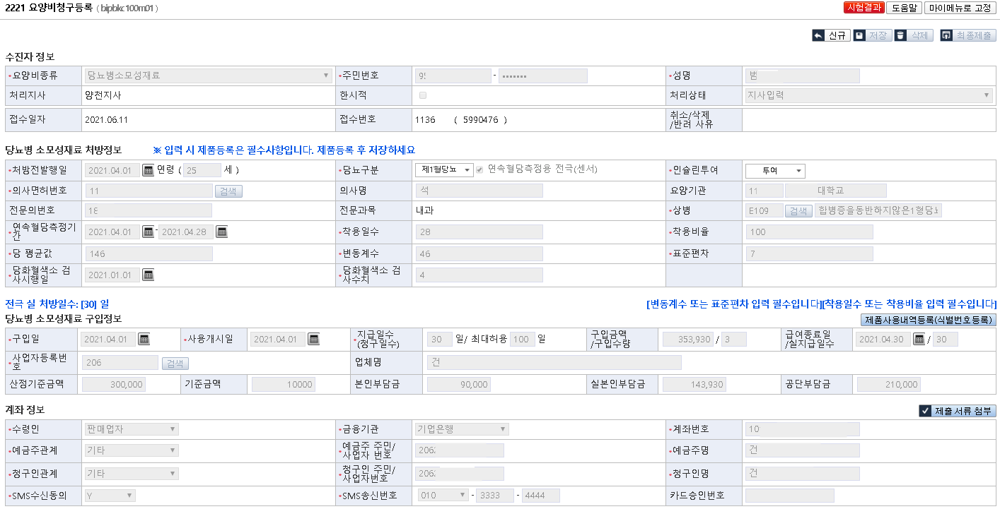 2221 요양비청구등록 ( bipbkc100m01 ) 시험결과 도움말 마이메뉴로 고정
신규 저장 삭제 최종제출
수진자 정보
*요양비종류 당뇨병소모성재료 *주민번호 95 - ••••••• *성명 범
처리지사 양천지사 한시적 처리상태 지사입력
접수일자 2021.06.11 접수번호 1136 ( 5990476 ) 취소/삭제
/반려 사유
당뇨병 소모성재료 처방정보 ※ 입력 시 제품등록은 필수사항입니다. 제품등록 후 저장하세요
*처방전발행일 2021.04.01 연령 ( 25 세 ) *당뇨구분 제1형당뇨 연속혈당측정용 전극(센서) *인슐린투여 투여
*의사면허번호 11 검색 의사명 석 요양기관 11 대학교
전문의번호 18 전문과목 내과 *상병 E109 검색 합병증을동반하지않은1형당뇨
*연속혈당측정기
간 2021.04.01 - 2021.04.28 *착용일수 28 *착용비율 100
*당 평균값 146 *변동계수 46 *표준편차 7
*당화혈색소 검
사시행일 2021.01.01 *당화혈색소 검
사수치 4
전극 실 처방일수: [30] 일 [변동계수 또는 표준편차 입력 필수입니다][착용일수 또는 착용비율 입력 필수입니다]
당뇨병 소모성재료 구입정보 제품사용내역등록(식별번호등록)
*구입일 2021.04.01 *사용개시일 2021.04.01 *지급일수
(청구일수) 30 일/ 최대허용 100 일 구입금액
/구입수량 353,930 / 3 급여종료일
/실지급일수 2021.04.30 / 30
*사업자등록번
호 206 검색 업체명 건
산정기준금액 300,000 기준금액 10000 본인부담금 90,000 실본인부담금 143,930 공단부담금 210,000
계좌 정보 제출 서류 첨부
*수령인 판매업자 *금융기관 기업은행 *계좌번호 10
*예금주관계 기타 *예금주 주민/
사업자 번호 206 *예금주명 건
*청구인관계 기타 *청구인 주민/
사업자번호 206 *청구인명 건
*SMS수신동의 Y *SMS송신번호 010 - 3333 - 4444 카드승인번호